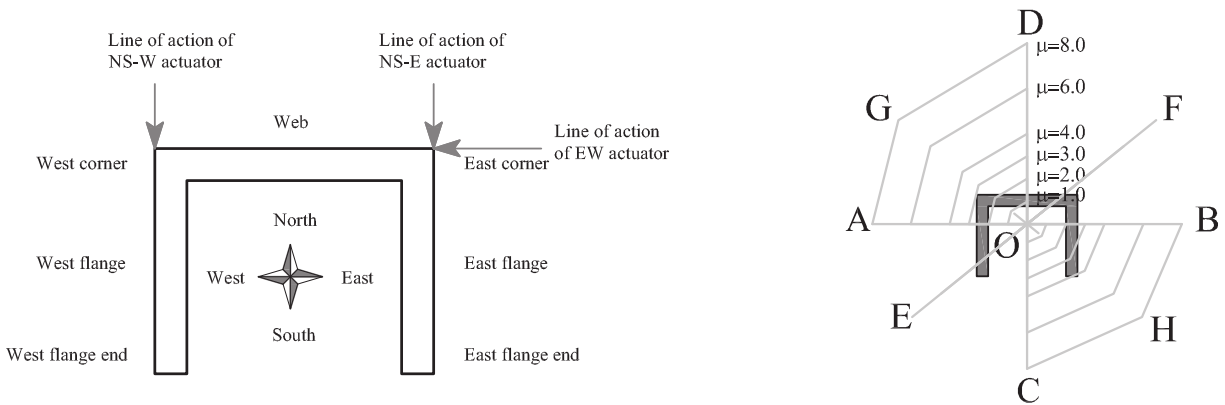 Line of action of
NS-W actuator
Line of action of
NS-E actuator
Web
Line of action
of EW actuator
West corner
East corner
North
West flange
West
East
East flange
South
West flange end
East flange end
D
μ=8.0
G
μ=6.0
F
μ=4.0
μ=3.0
μ=2.0
μ=1.0
A
B
O
E
H
C